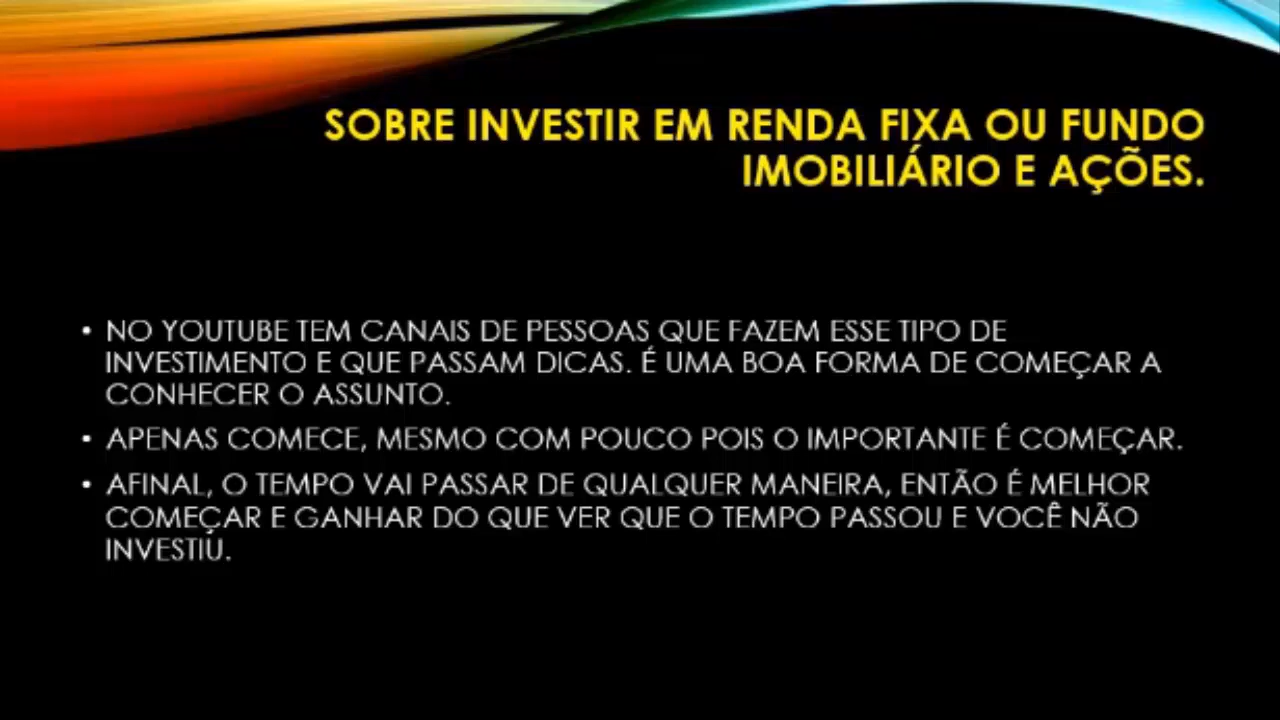 SOBRE INVESTIR EM RENDA FIXA OU FUNDO
IMOBILIÁRIO E AÇÕES.
• NO YOUTUBE TEM CANAIS DE PESSOAS QUE FAZEM ESSE TIPO DE
INVESTIMENTO E QUE PASSAM DICAS. É UMA BOA FORMA DE COMEÇAR A
CONHECER O ASSUNTO.
• APENAS COMECE, MESMO COM POUCO POIS O IMPORTANTE É COMEÇAR.
• AFINAL, O TEMPO VAI PASSAR DE QUALQUER MANEIRA, ENTÃO É MELHOR
COMEÇAR E GANHAR DO QUE VER QUE O TEMPO PASSOU E VOCÊ NÃO
INVESTIU.